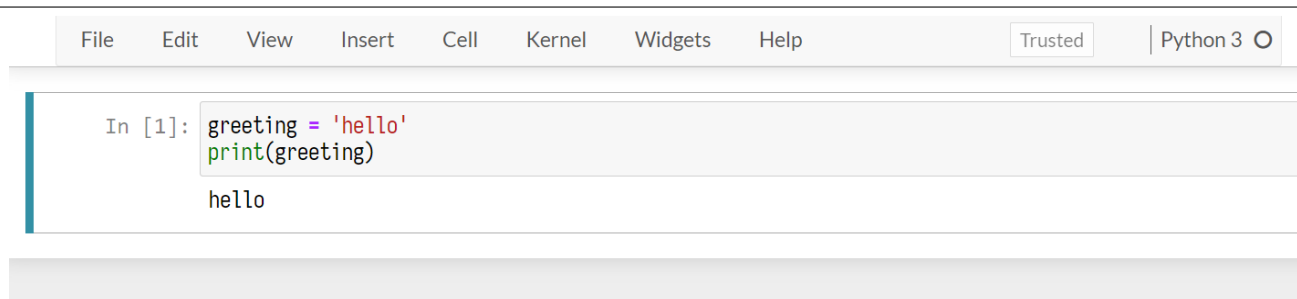 File Edit View Insert Cell Kernel Widgets Help Trusted Python 3
In [1]: greeting = 'hello'
print(greeting)
hello